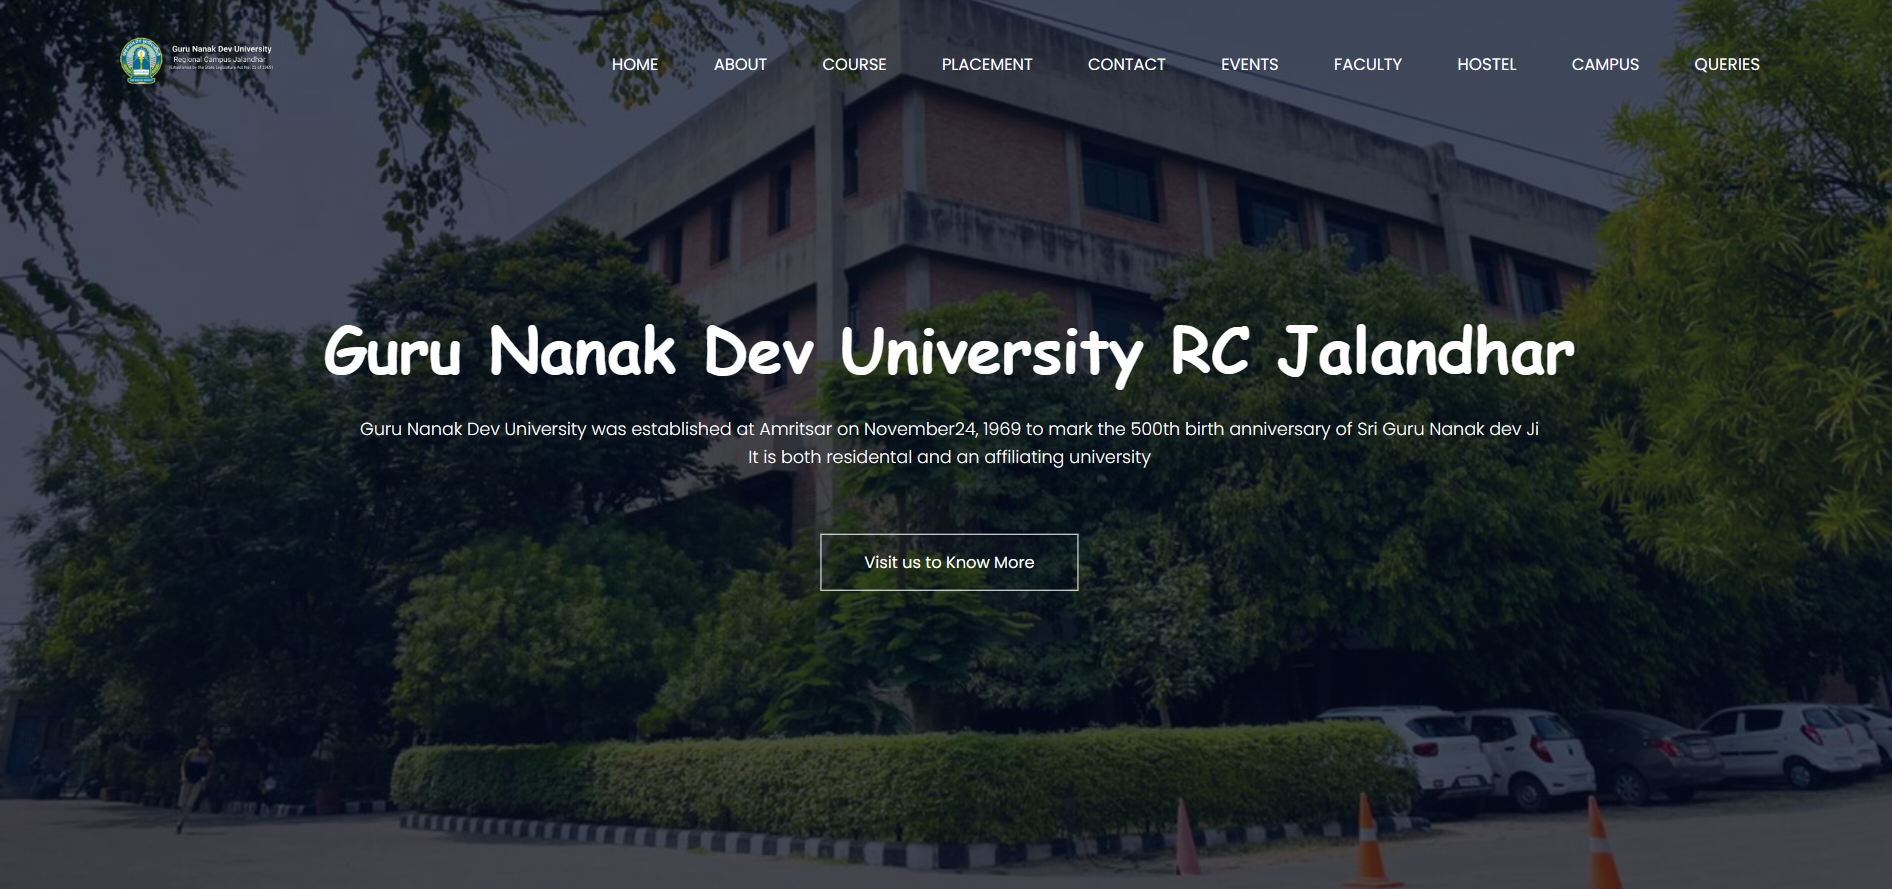 Guru Nanak Dev University
Regional Campus Jalandhar
HOME ABOUT COURSE PLACEMENT CONTACT EVENTS FACULTY HOSTEL CAMPUS QUERIES
Guru Nanak Dev University RC Jalandhar
Guru Nanak Dev University was established at Amritsar on November24, 1969 to mark the 500th birth anniversary of Sri Guru Nanak dev Ji
It is both residental and an affiliating university
Visit us to Know More